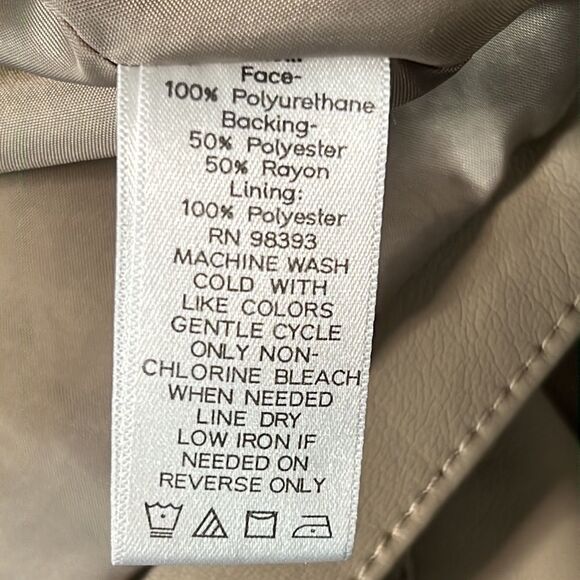 Face-
100% Polyurethane
Backing-
50% Polyester
50% Rayon
Lining:
100% Polyester
RN 98393
MACHINE WASH
COLD WITH
LIKE COLORS
GENTLE CYCLE
ONLY NON-
CHLORINE BLEACH
WHEN NEEDED
LINE DRY
LOW IRON IF
NEEDED ON
REVERSE ONLY